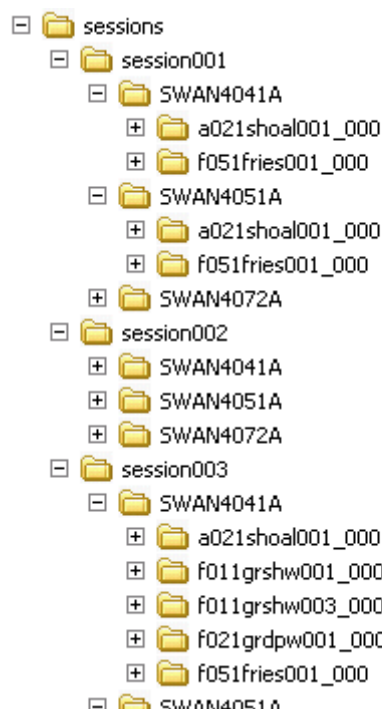 sessions
session001
SWAN4041A
a021shoal001_000
f051fries001_000
SWAN4051A
a021shoal001_000
f051fries001_000
SWAN4072A
session002
SWAN4041A
SWAN4051A
SWAN4072A
session003
SWAN4041A
a021shoal001_000
f011grshw001_000
f011grshw003_000
f021grdpw001_000
f051fries001_000
SWAN4051A